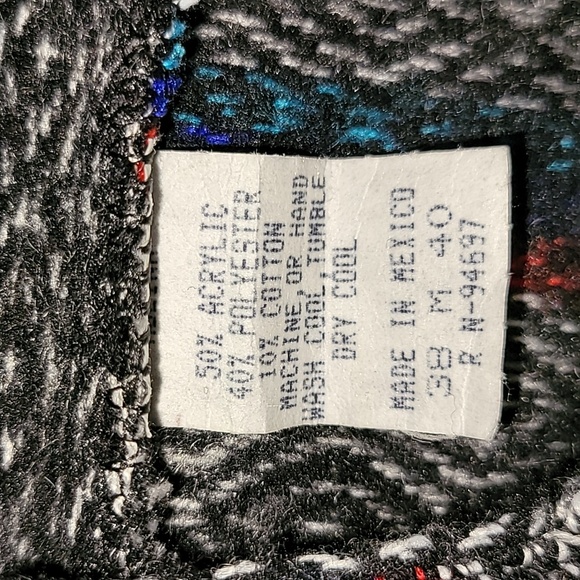 50% ACRYLIC
40% POLYESTER
10% COTTON
MACHINE, OR HAND
WASH COOL TUMBLE
DRY COOL
MADE IN MEXICO
38 M 40
R N-94697